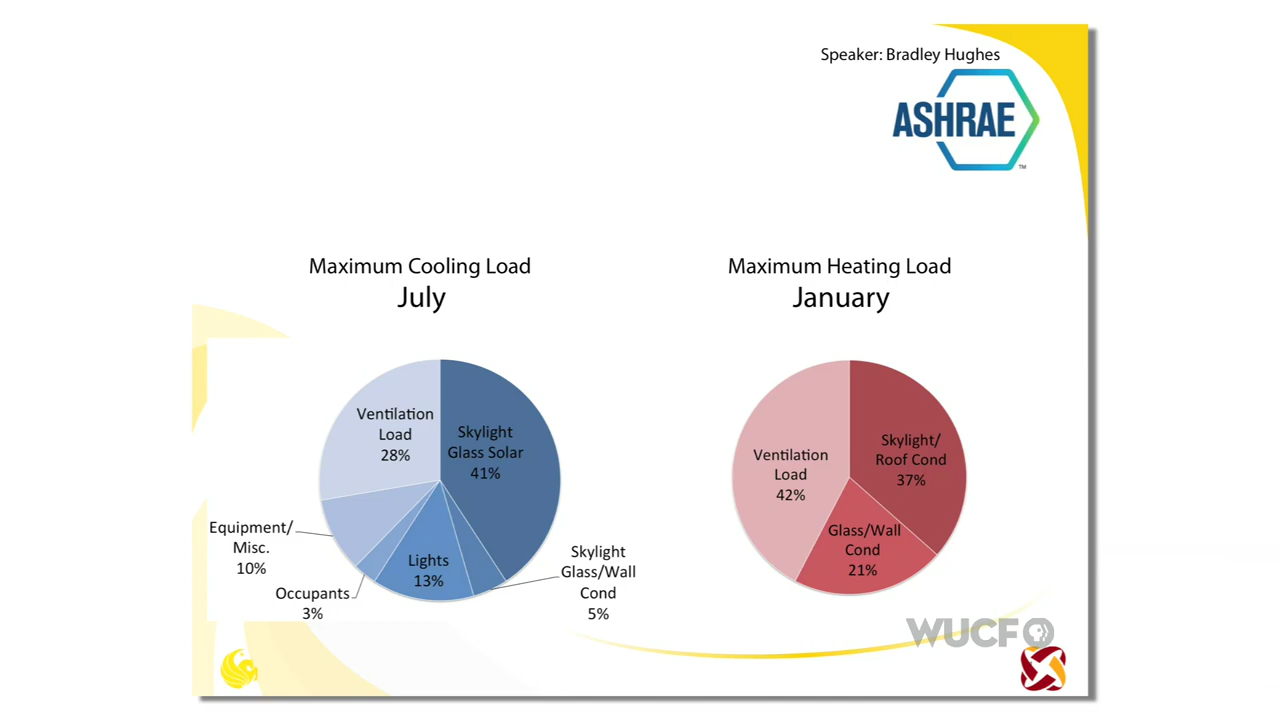 Speaker: Bradley Hughes
ASHRAE
TM
Maximum Cooling Load
July
Ventilation
Load
28%
Skylight
Glass Solar
41%
Equipment/
Misc.
10%
Occupants
3%
Lights
13%
Skylight
Glass/Wall
Cond
5%
Maximum Heating Load
January
Ventilation
Load
42%
Skylight/
Roof Cond
37%
Glass/Wall
Cond
21%
WUCF